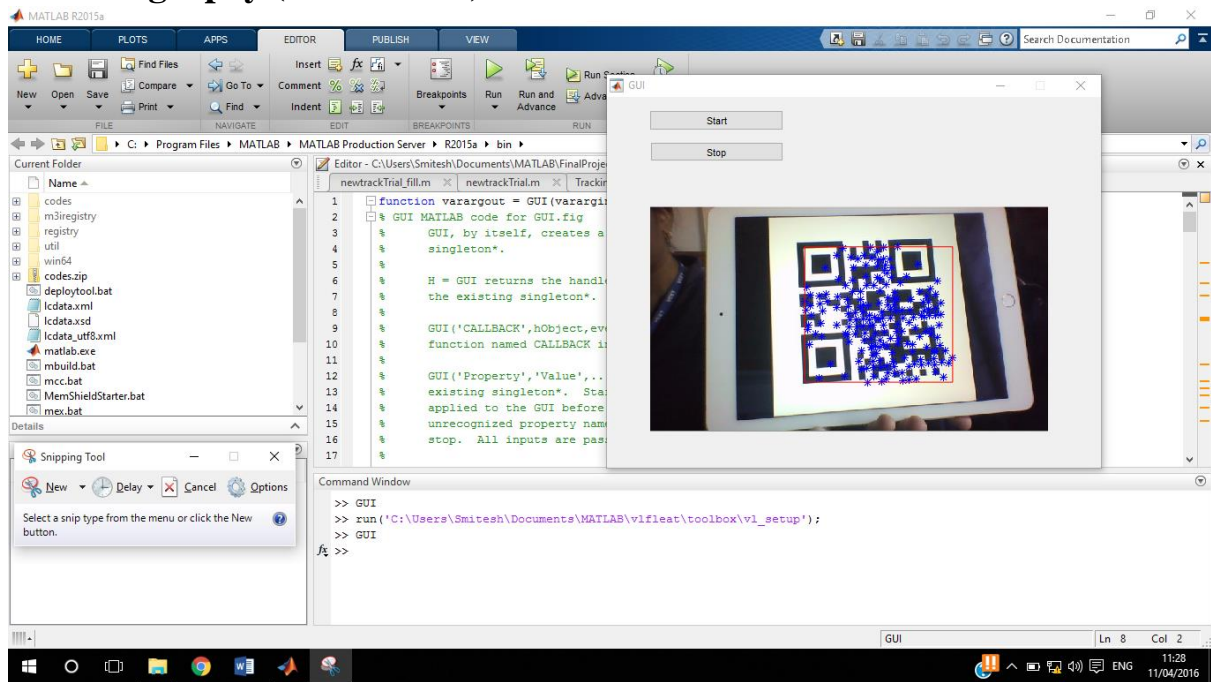 MATLAB R2015a
HOME PLOTS APPS EDITOR PUBLISH VIEW
Search Documentation
New Open Save
Find Files
Compare
Print
Go To
Find
Insert fx
Comment
Indent
Breakpoints
Run
Run and Advance
Run Section
FILE NAVIGATE EDIT BREAKPOINTS RUN
C: Program Files MATLAB MATLAB Production Server R2015a bin
Current Folder
Name
codes
m3iregistry
registry
util
win64
codes.zip
deploytool.bat
lcdata.xml
lcdata.xsd
lcdata_utf8.xml
matlab.exe
mbuild.bat
mcc.bat
MemShieldStarter.bat
mex.bat
Details
Editor - C:\Users\Smitesh\Documents\MATLAB\FinalProje
newtrackTrial_fill.m newtrackTrial.m Trackin
1 function varargout = GUI(varargin
2 % GUI MATLAB code for GUI.fig
3 % GUI, by itself, creates a
4 % singleton*.
5 %
6 % H = GUI returns the handle
7 % the existing singleton*.
8 %
9 % GUI('CALLBACK',hObject,eve
10 % function named CALLBACK in
11 %
12 % GUI('Property','Value',..
13 % existing singleton*. Sta
14 % applied to the GUI before
15 % unrecognized property name
16 % stop. All inputs are pas
17 %
GUI
Start
Stop
Snipping Tool
New Delay Cancel Options
Select a snip type from the menu or click the New
button.
Command Window
>> GUI
>> run('C:\Users\Smitesh\Documents\MATLAB\vlfleat\toolbox\vl_setup');
>> GUI
fx >>
GUI Ln 8 Col 2
ENG
11:28
11/04/2016